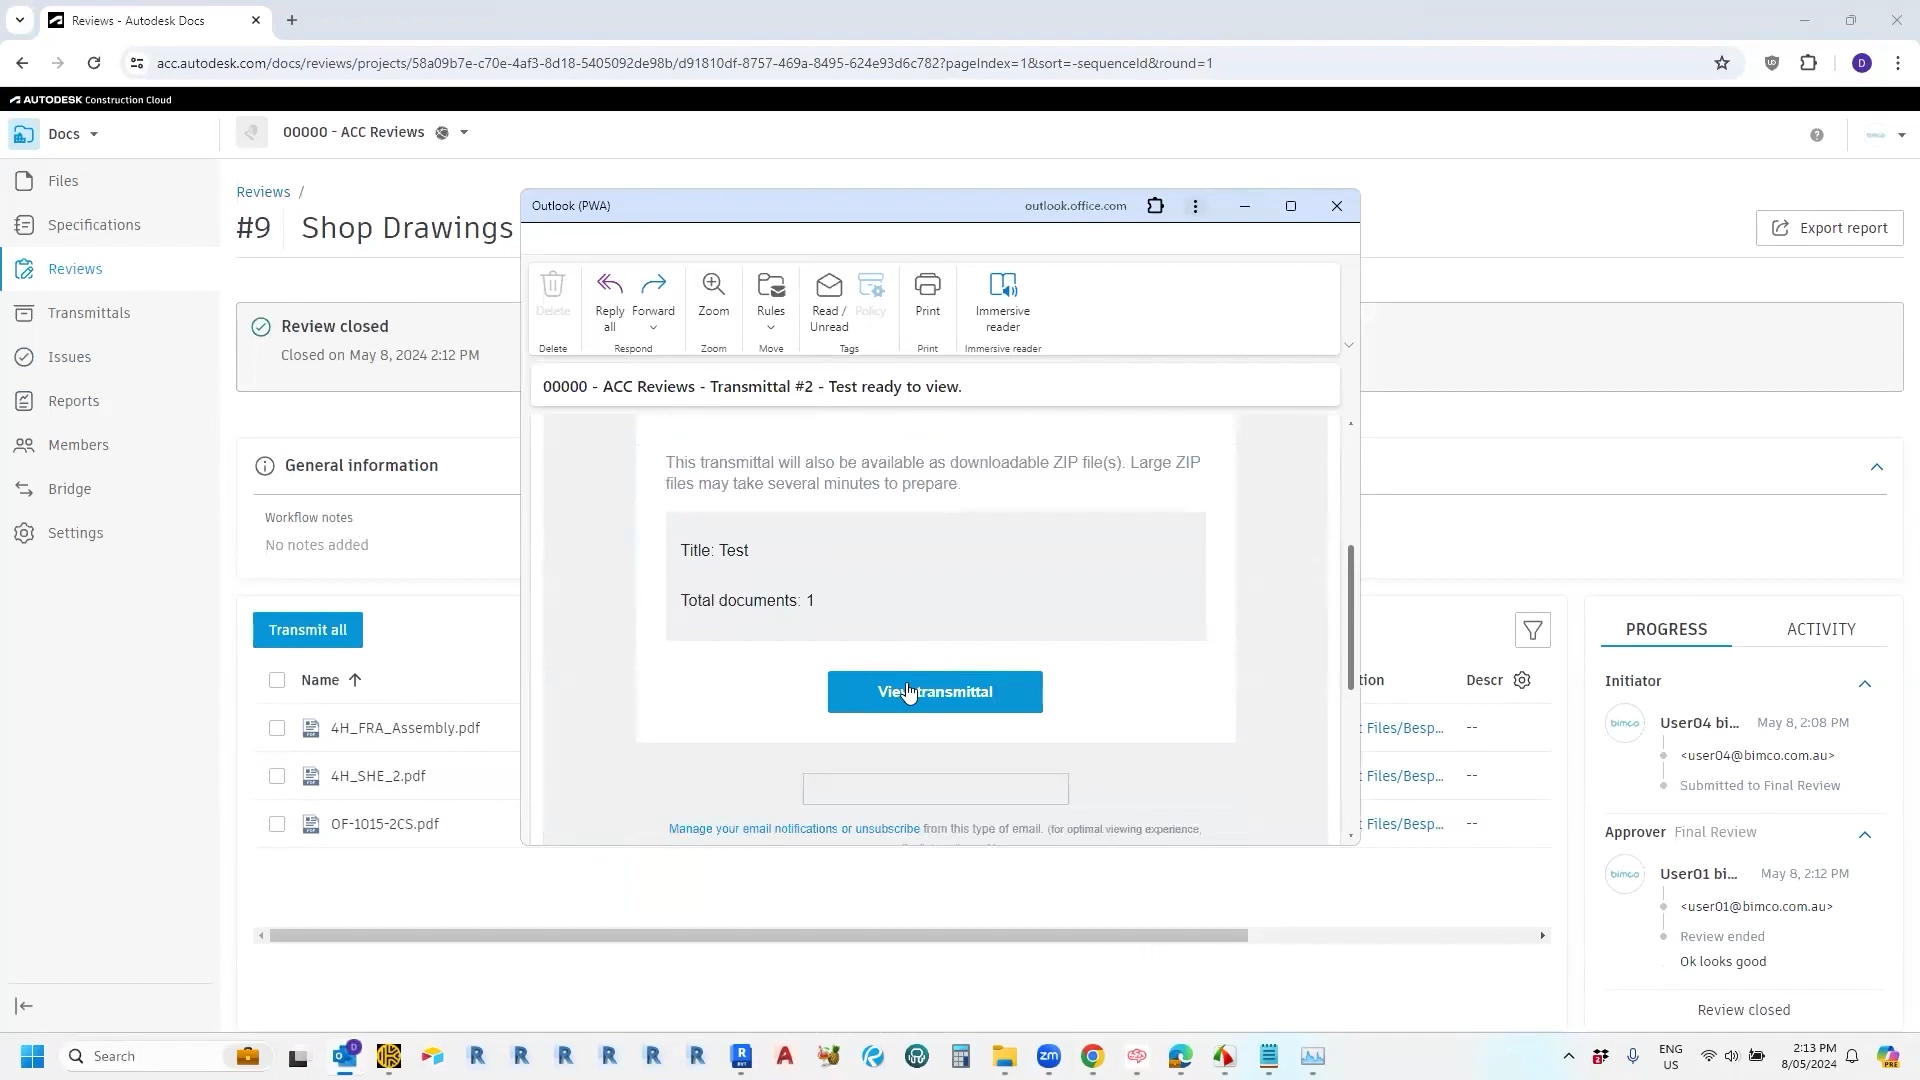 Reviews - Autodesk Docs
acc.autodesk.com/docs/reviews/projects/58a09b7e-c70e-4af3-8d18-5405092de98b/d91810df-8757-469a-8495-624e93d6c782?pageIndex=1&sort=-sequenceId&round=1
D
AUTODESK Construction Cloud
Docs
00000 - ACC Reviews
Files
Specifications
Reviews
Transmittals
Issues
Reports
Members
Bridge
Settings
Reviews /
#9 Shop Drawings
Export report
Review closed
Closed on May 8, 2024 2:12 PM
General information
Workflow notes
No notes added
Transmit all
Name
4H_FRA_Assembly.pdf
4H_SHE_2.pdf
OF-1015-2CS.pdf
Outlook (PWA)
outlook.office.com
Delete
Reply all
Forward
Zoom
Rules
Read / Unread
Policy
Print
Immersive reader
Delete
Respond
Zoom
Move
Tags
Print
Immersive reader
00000 - ACC Reviews - Transmittal #2 - Test ready to view.
This transmittal will also be available as downloadable ZIP file(s). Large ZIP
files may take several minutes to prepare.
Title: Test
Total documents: 1
View transmittal
Manage your email notifications or unsubscribe from this type of email. (for optimal viewing experience,
tion
Descr
Files/Besp... --
Files/Besp... --
Files/Besp... --
PROGRESS
ACTIVITY
Initiator
bimco
User04 bi...
May 8, 2:08 PM
<user04@bimco.com.au>
Submitted to Final Review
Approver Final Review
bimco
User01 bi...
May 8, 2:12 PM
<user01@bimco.com.au>
Review ended
Ok looks good
Review closed
Search
ENG
US
2:13 PM
8/05/2024